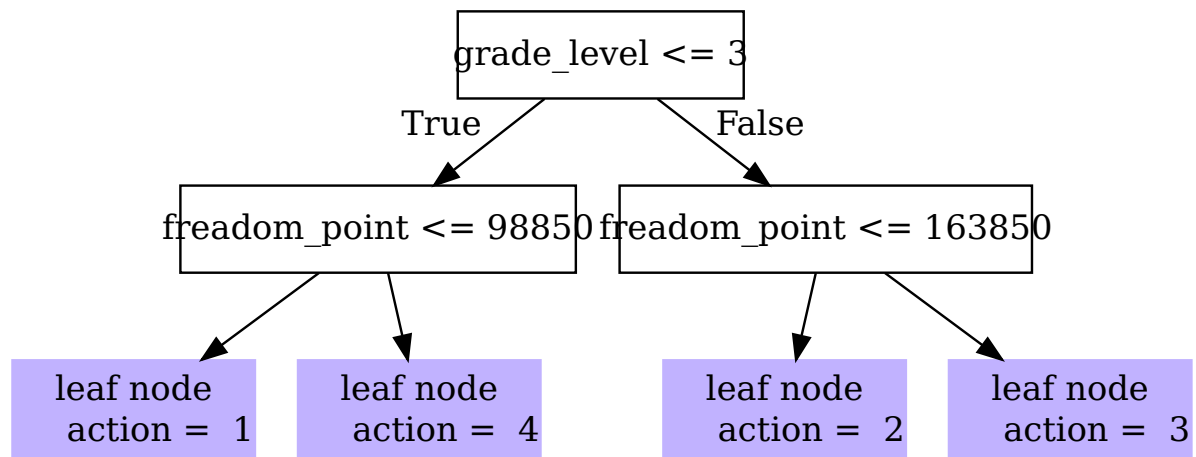 grade_level <= 3
True
False
freadom_point <= 98850
freadom_point <= 163850
leaf node
action = 1
leaf node
action = 4
leaf node
action = 2
leaf node
action = 3